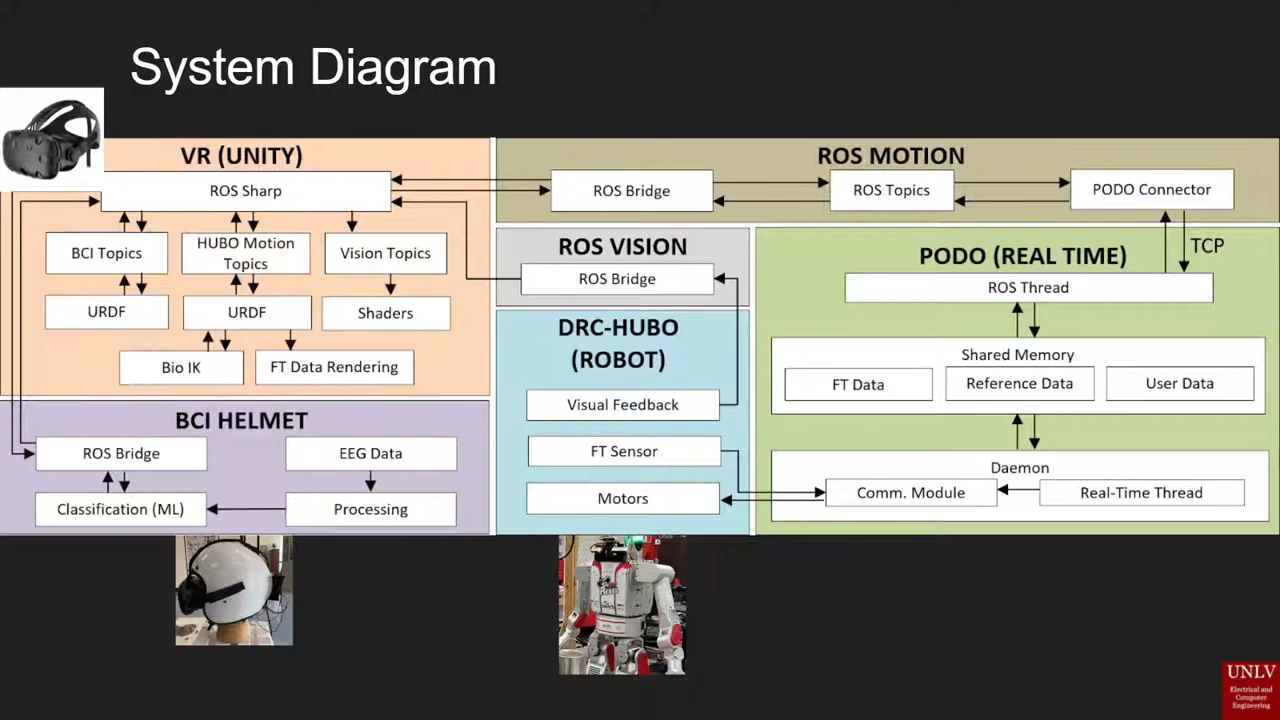 System Diagram
VR (UNITY)
ROS Sharp
BCI Topics
HUBO Motion
Topics
Vision Topics
URDF
URDF
Shaders
Bio IK
FT Data Rendering
BCI HELMET
ROS Bridge
EEG Data
Classification (ML)
Processing
ROS MOTION
ROS Bridge
ROS Topics
PODO Connector
TCP
ROS VISION
ROS Bridge
DRC-HUBO
(ROBOT)
Visual Feedback
FT Sensor
Motors
PODO (REAL TIME)
ROS Thread
Shared Memory
FT Data
Reference Data
User Data
Daemon
Comm. Module
Real-Time Thread
UNLV
Electrical and
Computer
Engineering